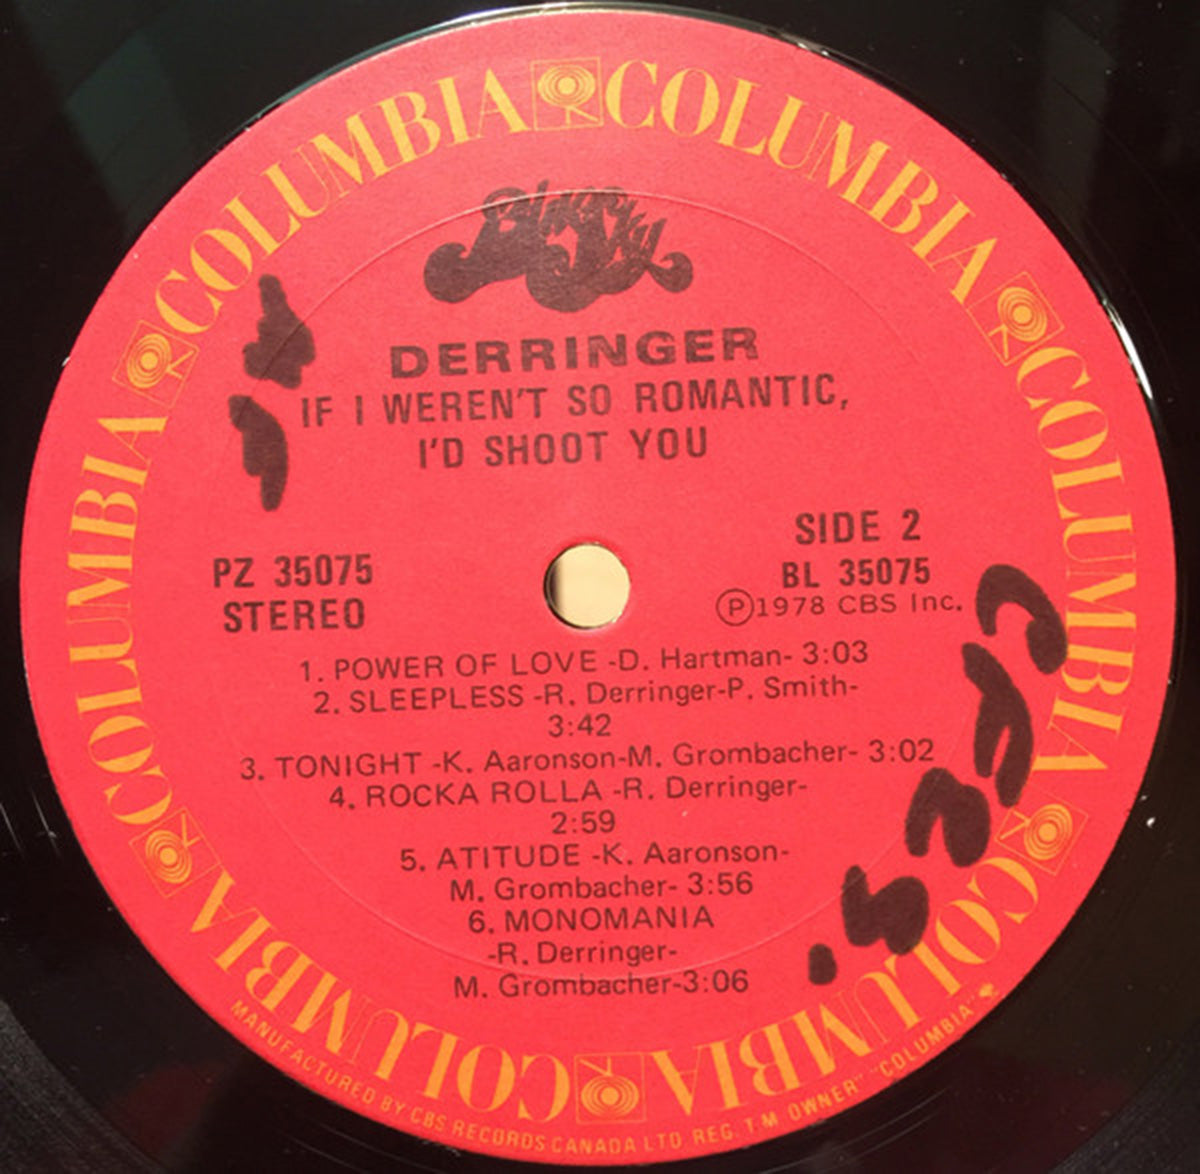 COLUMBIA COLUMBIA COLUMBIA COLUMBIA COLUMBIA COLUMBIA
Blue Sky
DERRINGER
IF I WEREN'T SO ROMANTIC,
I'D SHOOT YOU
PZ 35075
STEREO
SIDE 2
BL 35075
Ⓟ1978 CBS Inc.
1. POWER OF LOVE -D. Hartman- 3:03
2. SLEEPLESS -R. Derringer-P. Smith-
3:42
3. TONIGHT -K. Aaronson-M. Grombacher- 3:02
4. ROCKA ROLLA -R. Derringer-
2:59
5. ATITUDE -K. Aaronson-
M. Grombacher- 3:56
6. MONOMANIA
-R. Derringer-
M. Grombacher-3:06
MANUFACTURED BY CBS RECORDS CANADA LTD REG. T.M OWNER" "COLUMBIA"